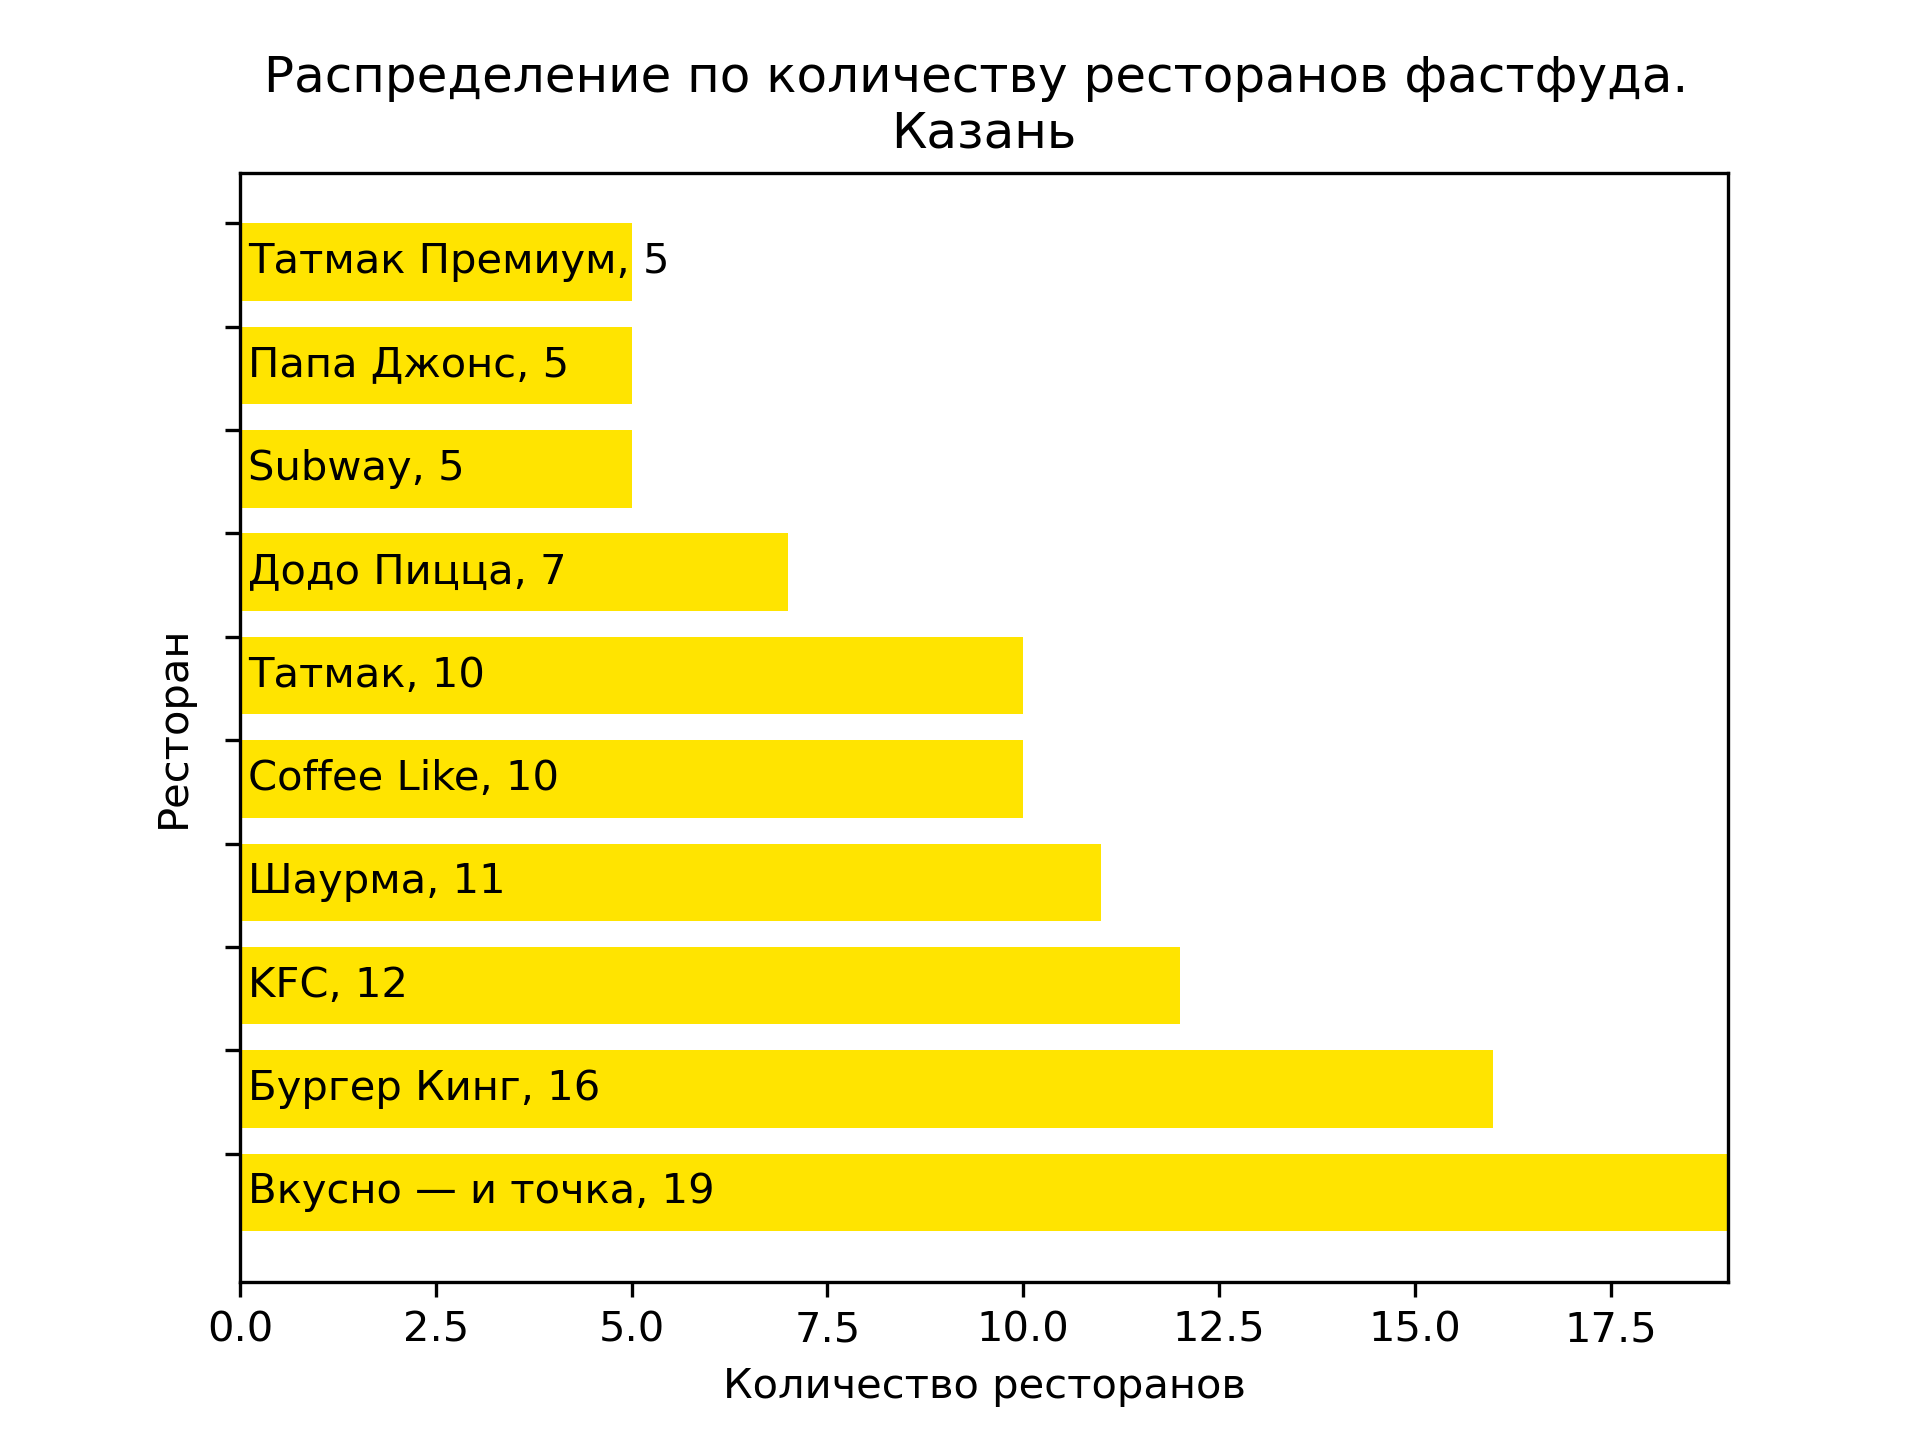 Распределение по количеству ресторанов фастфуда.
Казань
Татмак Премиум, 5
Папа Джонс, 5
Subway, 5
Додо Пицца, 7
Татмак, 10
Coffee Like, 10
Шаурма, 11
KFC, 12
Бургер Кинг, 16
Вкусно — и точка, 19
Ресторан
0.0 2.5 5.0 7.5 10.0 12.5 15.0 17.5
Количество ресторанов